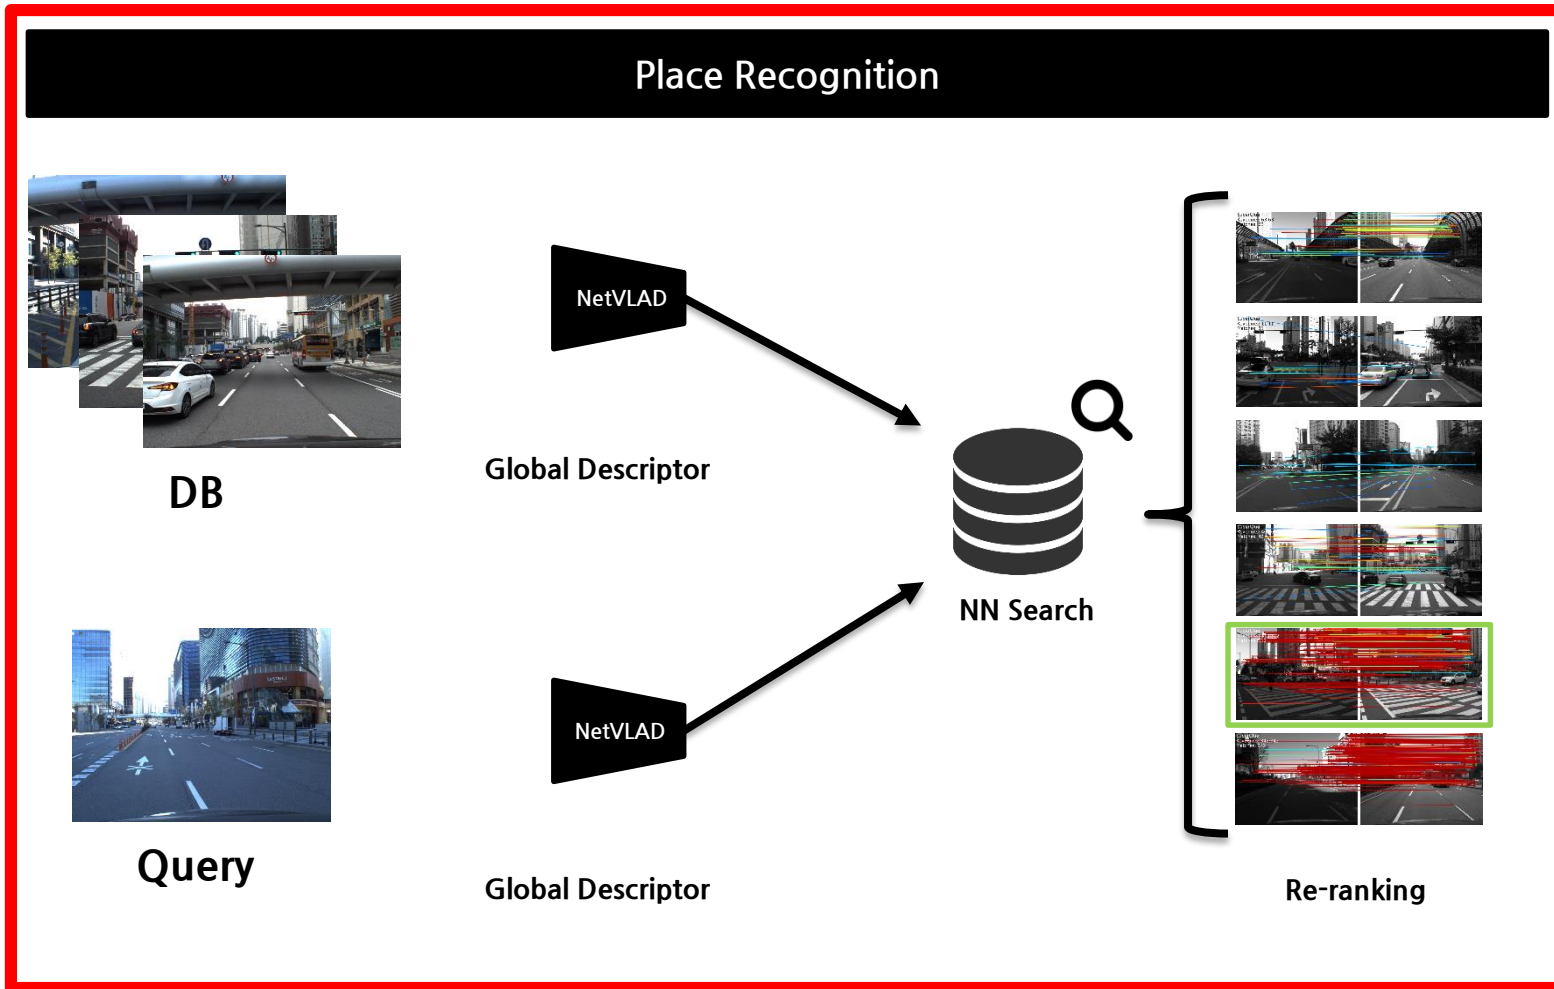 Place Recognition
NetVLAD
Global Descriptor
DB
NN Search
NetVLAD
Query
Global Descriptor
Re-ranking